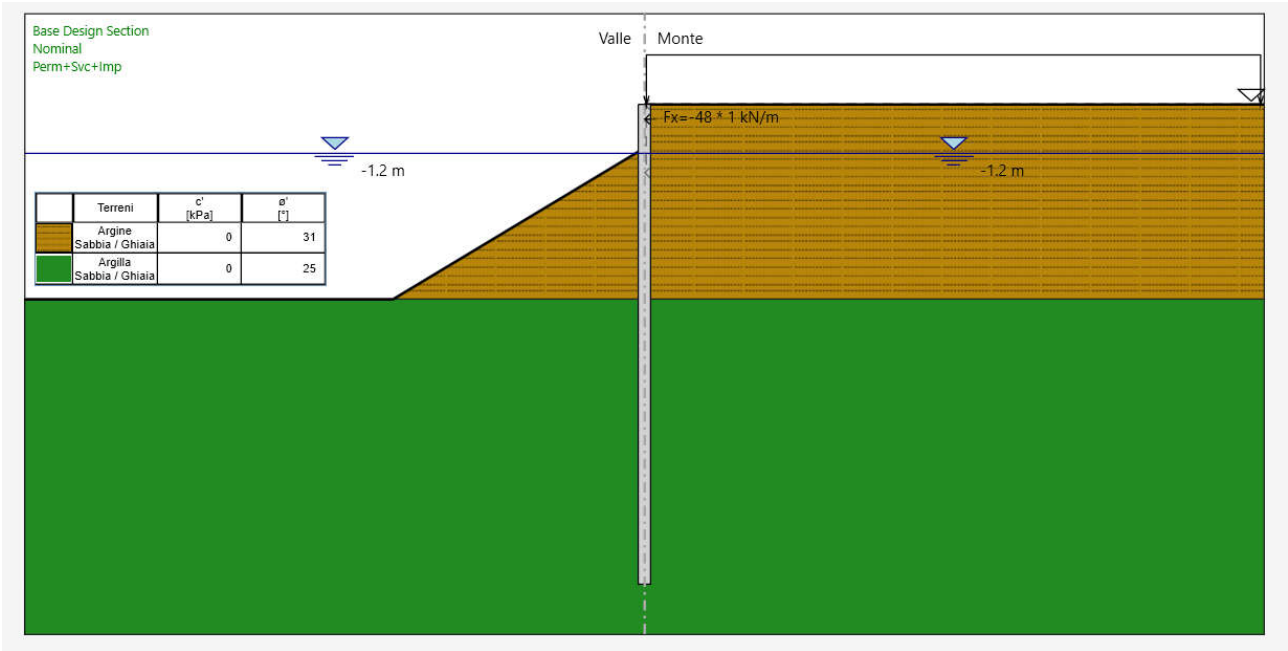 Base Design Section
Nominal
Perm+Svc+Imp
Valle
Monte
Fx=-48 * 1 kN/m
-1.2 m
-1.2 m
Terreni c' [kPa] ø' [°]
Argine
Sabbia / Ghiaia 0 31
Argilla
Sabbia / Ghiaia 0 25